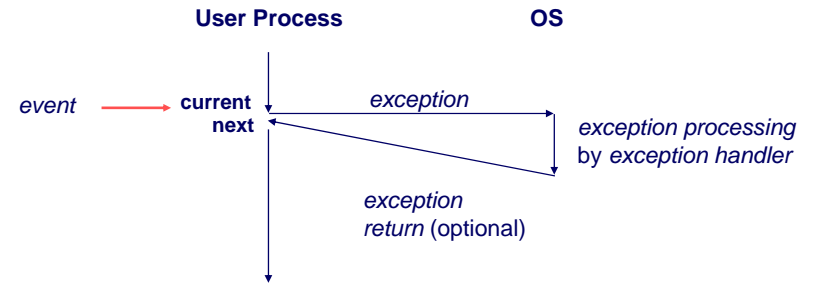 User Process
OS
event
current
next
exception
exception processing
by exception handler
exception
return (optional)